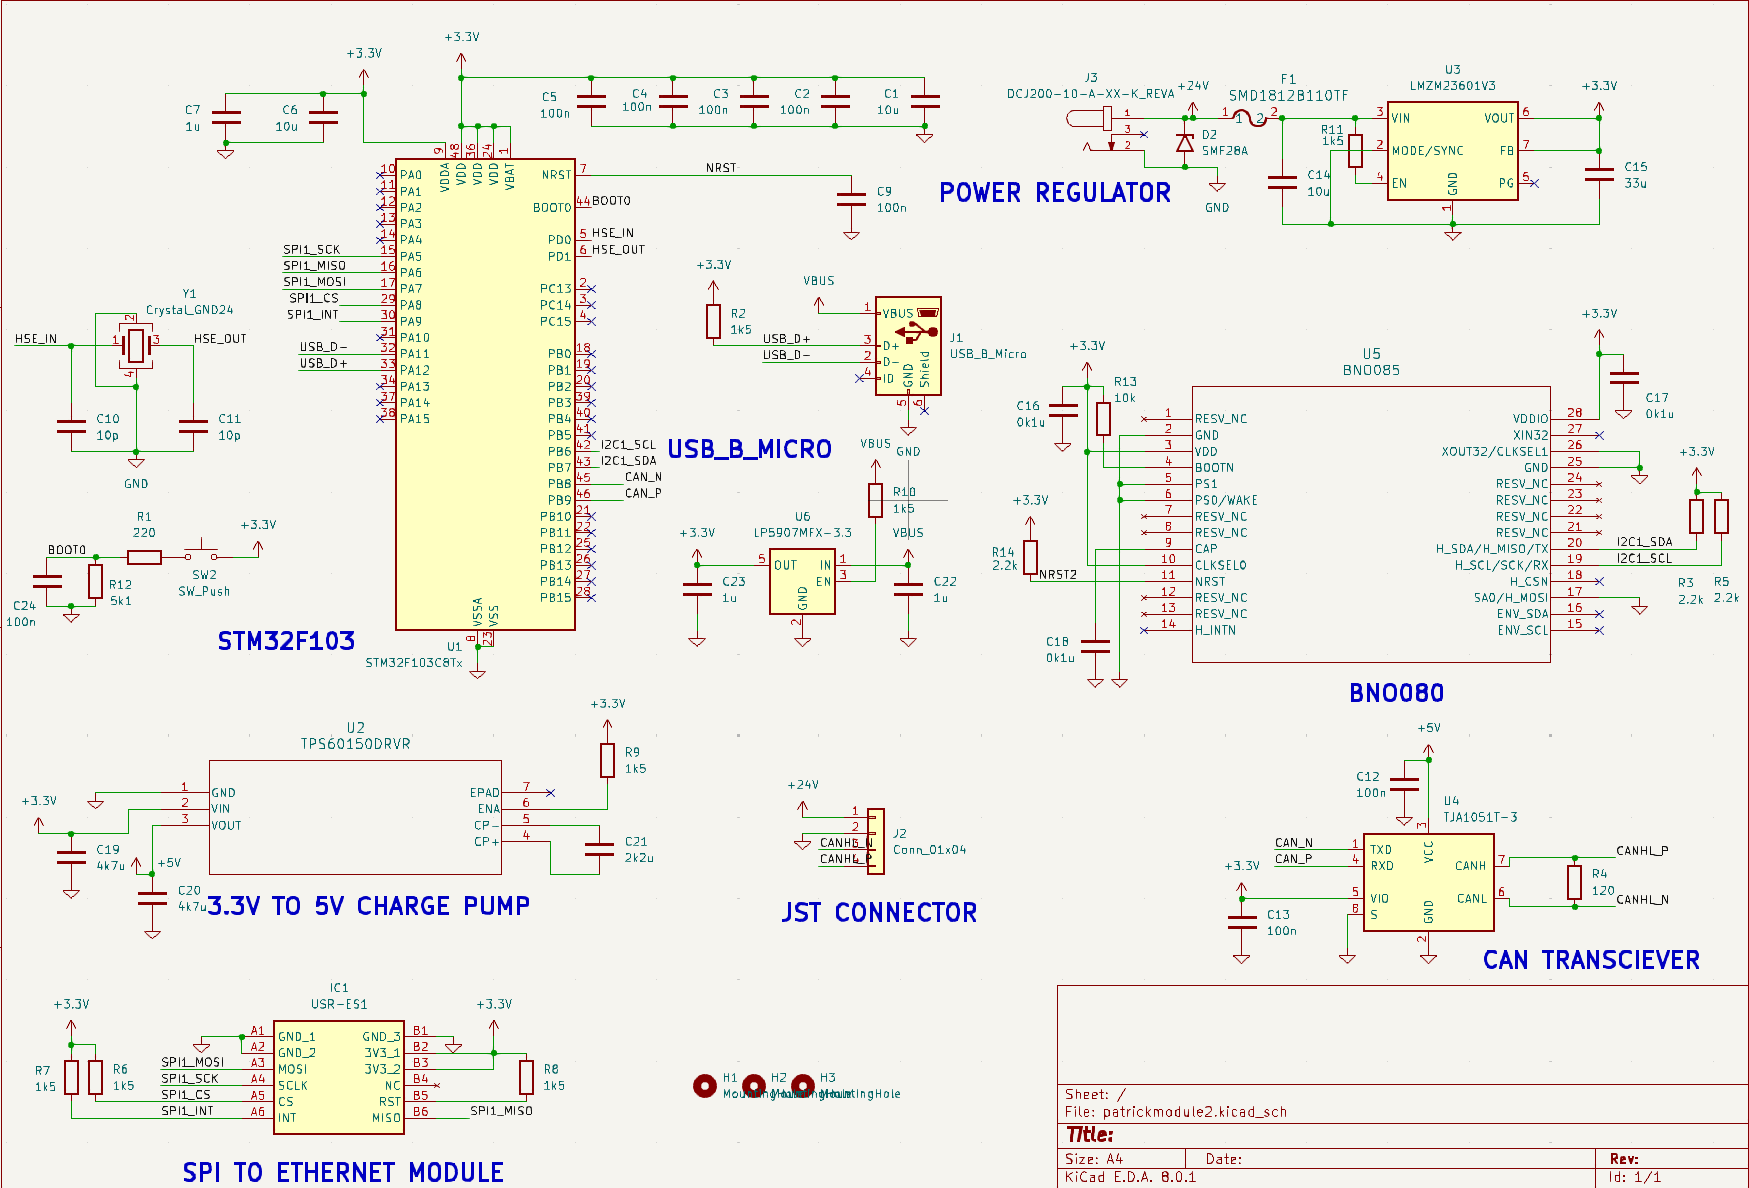 +3.3V
+3.3V
C7
1u
C6
10u
C5
100n
C4
100n
C3
100n
C2
100n
C1
10u
9
48
36
24
1
VDDA
VDD
VDD
VDD
VBAT
10 PA0
11 PA1
12 PA2
13 PA3
14 PA4
SPI1_SCK 15 PA5
SPI1_MISO 16 PA6
SPI1_MOSI 17 PA7
SPI1_CS 29 PA8
SPI1_INT 30 PA9
31 PA10
USB_D- 32 PA11
USB_D+ 33 PA12
34 PA13
37 PA14
38 PA15
NRST 7 NRST
BOOT0 44 BOOT0
PD0 5 HSE_IN
PD1 6 HSE_OUT
PC13 2
PC14 3
PC15 4
PB0 18
PB1 19
PB2 20
PB3 39
PB4 40
PB5 41
PB6 42 I2C1_SCL
PB7 43 I2C1_SDA
PB8 45 CAN_N
PB9 46 CAN_P
PB10 21
PB11 22
PB12 25
PB13 26
PB14 27
PB15 28
VSSA
VSS
8
23
U1
STM32F103C8Tx
STM32F103
C9
100n
Y1
Crystal_GND24
HSE_IN
1
2
3
4
HSE_OUT
C10
10p
C11
10p
GND
R1
220
+3.3V
BOOT0
SW2
SW_Push
R12
5k1
C24
100n
J3
DCJ200-10-A-XX-K_REVA
1
3
2
+24V
D2
SMF28A
GND
F1
SMD1812B110TF
1
1
2
2
C14
10u
R11
1k5
U3
LMZM23601V3
3 VIN
2 MODE/SYNC
4 EN
VOUT 6
FB 7
PG 5
GND
1
+3.3V
C15
33u
POWER REGULATOR
+3.3V
R2
1k5
VBUS
USB_D+
USB_D-
1 VBUS
3 D+
2 D-
4 ID
GND
Shield
5
6
J1
USB_B_Micro
USB_B_MICRO
VBUS
GND
R10
1k5
VBUS
U6
LP5907MFX-3.3
+3.3V
5 OUT
IN 1
EN 3
GND
2
C23
1u
C22
1u
+3.3V
R13
10k
C16
0k1u
+3.3V
R14
2.2k
NRST2
C18
0k1u
U5
BNO085
1 RESV_NC
2 GND
3 VDD
4 BOOTN
5 PS1
6 PS0/WAKE
7 RESV_NC
8 RESV_NC
9 CAP
10 CLKSEL0
11 NRST
12 RESV_NC
13 RESV_NC
14 H_INTN
VDDIO 28
XIN32 27
XOUT32/CLKSEL1 26
GND 25
RESV_NC 24
RESV_NC 23
RESV_NC 22
RESV_NC 21
H_SDA/H_MISO/TX 20 I2C1_SDA
H_SCL/SCK/RX 19 I2C1_SCL
H_CSN 18
SA0/H_MOSI 17
ENV_SDA 16
ENV_SCL 15
+3.3V
C17
0k1u
+3.3V
R3
2.2k
R5
2.2k
BNO080
U2
TPS60150DRVR
+3.3V
1 GND
2 VIN
3 VOUT
EPAD 7
ENA 6
CP- 5
CP+ 4
+3.3V
R9
1k5
C19
4k7u
+5V
C20
4k7u
C21
2k2u
3.3V TO 5V CHARGE PUMP
+24V
1
2
CANHL_N 3
CANHL_P 4
J2
Conn_01x04
JST CONNECTOR
+5V
C12
100n
U4
TJA1051T-3
3
VCC
CAN_N 1 TXD
CAN_P 4 RXD
5 VIO
8 S
CANH 7
CANL 6
GND
2
+3.3V
C13
100n
CANHL_P
R4
120
CANHL_N
CAN TRANSCIEVER
+3.3V
R7
1k5
R6
1k5
IC1
USR-ES1
A1 GND_1
A2 GND_2
SPI1_MOSI A3 MOSI
SPI1_SCK A4 SCLK
SPI1_CS A5 CS
SPI1_INT A6 INT
GND_3 B1
3V3_1 B2
3V3_2 B3
NC B4
RST B5
MISO B6 SPI1_MISO
+3.3V
R8
1k5
SPI TO ETHERNET MODULE
H1
H2
H3
MountingHole
MountingHole
MountingHole
Sheet: /
File: patrickmodule2.kicad_sch
Title:
Size: A4
Date:
Rev:
KiCad E.D.A. 8.0.1
Id: 1/1